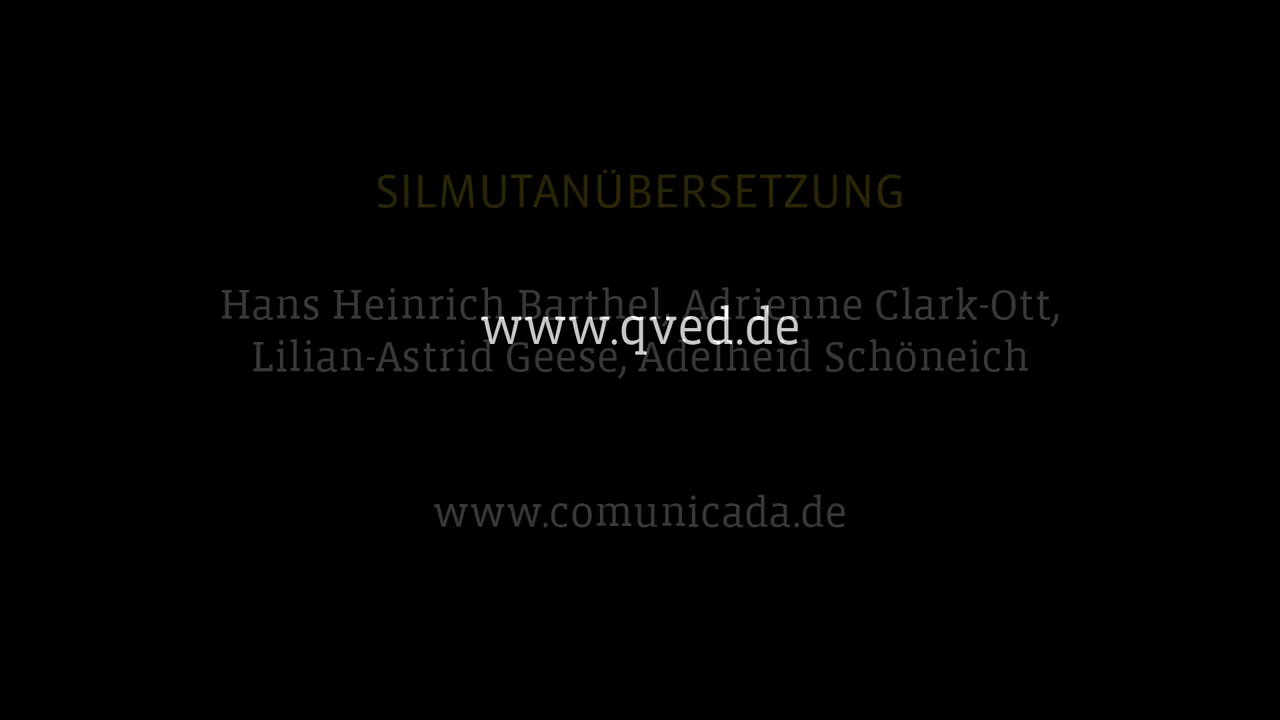 SILMUTANÜBERSETZUNG
Hans Heinrich Barthel, Adrienne Clark-Ott,
www.qved.de
Lilian-Astrid Geese, Adelheid Schöneich
www.comunicada.de